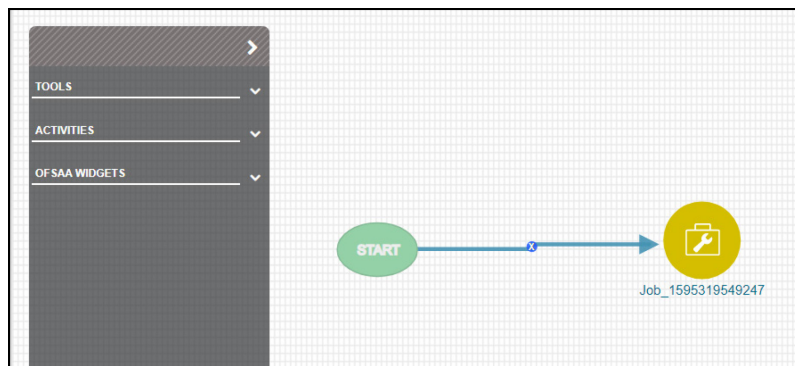 TOOLS
ACTIVITIES
OFSAA WIDGETS
START
X
Job_1595319549247